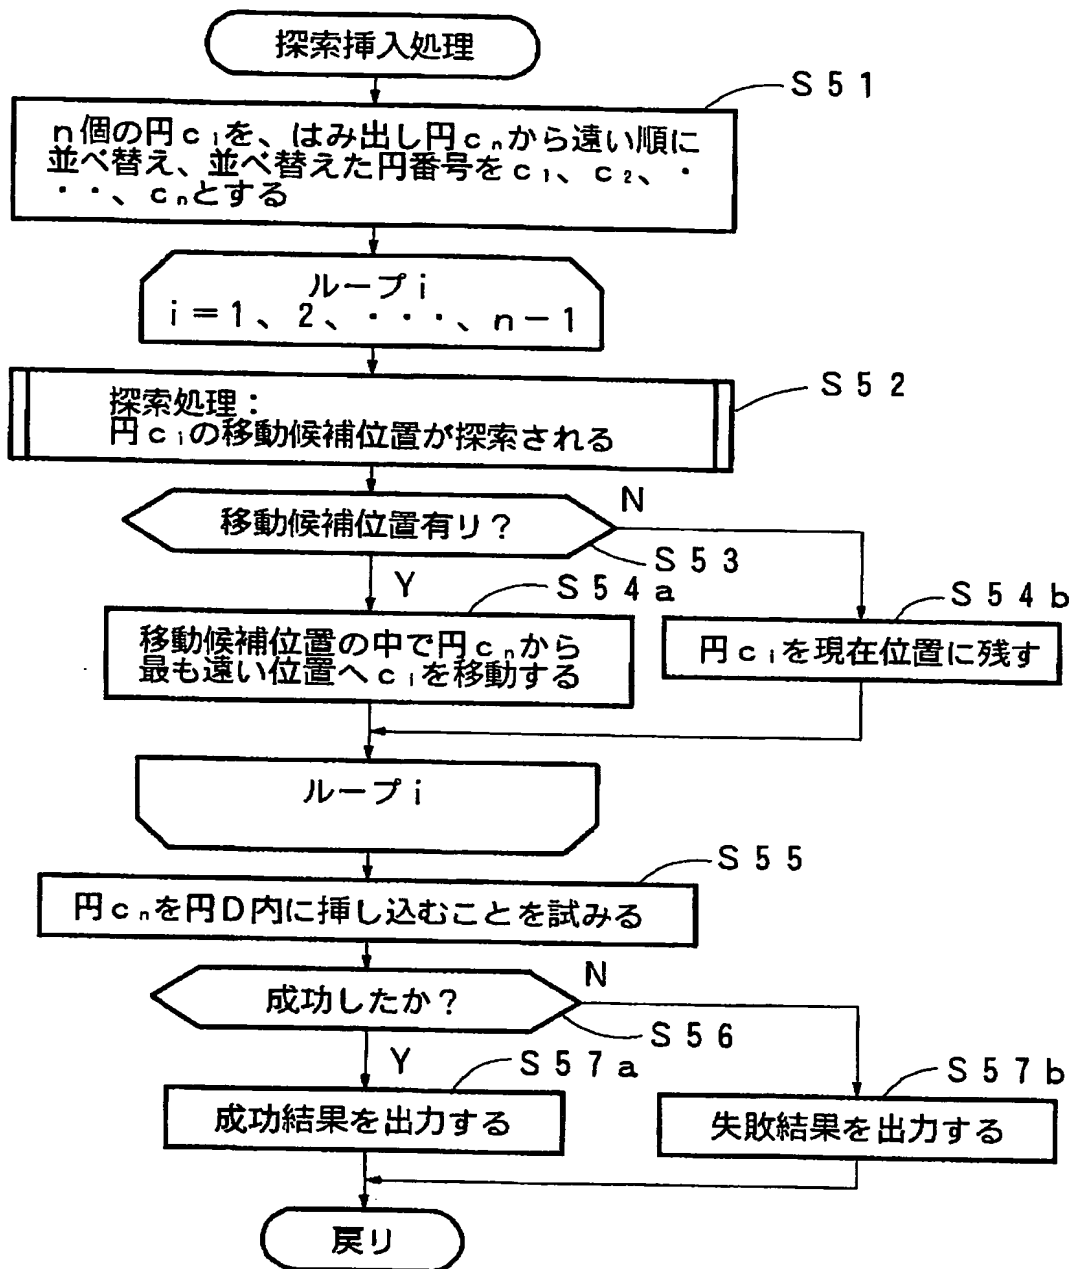 探索挿入処理
S51
n個の円cᵢを、はみ出し円cₙから遠い順に
並べ替え、並べ替えた円番号をc₁、c₂、・
・・、cₙとする
ループi
i=1、2、・・・、n-1
S52
探索処理:
円cᵢの移動候補位置が探索される
移動候補位置有り?
N
S53
Y
S54a
S54b
移動候補位置の中で円cₙから
最も遠い位置へcᵢを移動する
円cᵢを現在位置に残す
ループi
S55
円cₙを円D内に挿し込むことを試みる
成功したか?
N
S56
Y
S57a
S57b
成功結果を出力する
失敗結果を出力する
戻り